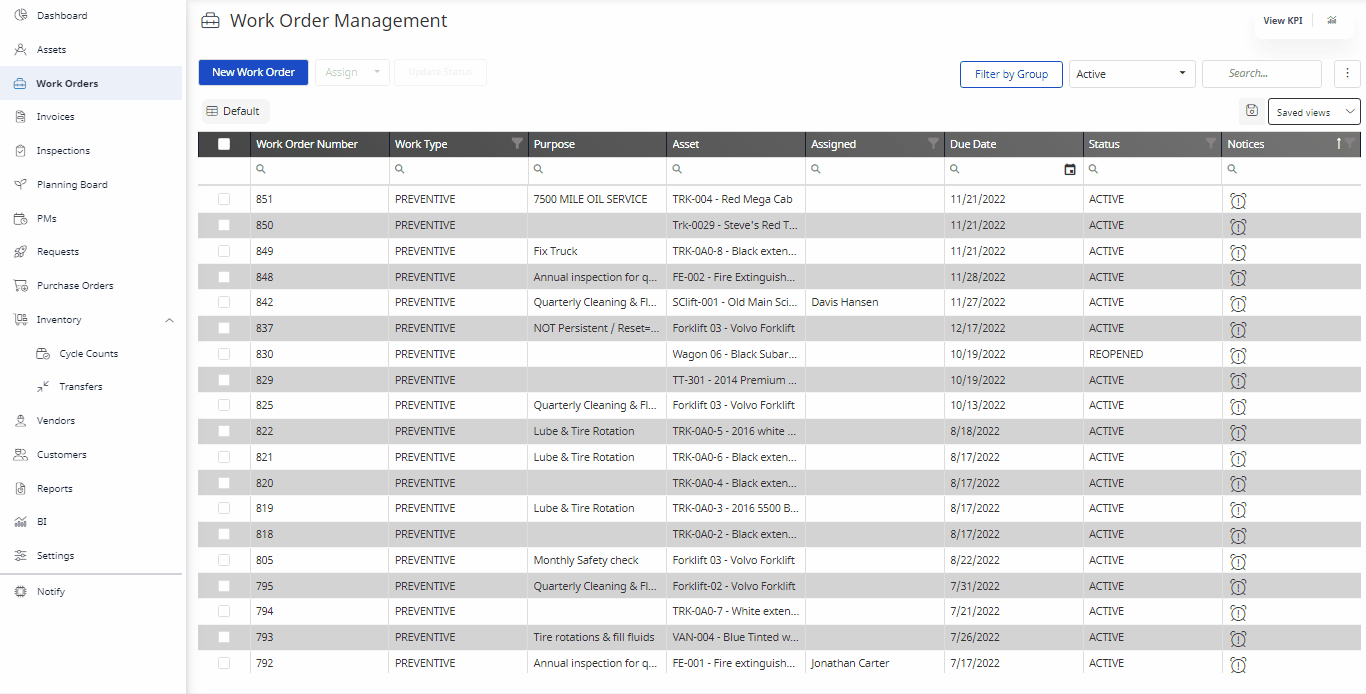 Dashboard
Assets
Work Orders
Invoices
Inspections
Planning Board
PMs
Requests
Purchase Orders
Inventory
Cycle Counts
Transfers
Vendors
Customers
Reports
BI
Settings
Notify
Work Order Management
View KPI
New Work Order Assign Update Status
Filter by Group Active Search...
Default
Saved views
Work Order Number Work Type Purpose Asset Assigned Due Date Status Notices
851 PREVENTIVE 7500 MILE OIL SERVICE TRK-004 - Red Mega Cab 11/21/2022 ACTIVE
850 PREVENTIVE Trk-0029 - Steve's Red T... 11/21/2022 ACTIVE
849 PREVENTIVE Fix Truck TRK-0A0-8 - Black exten... 11/21/2022 ACTIVE
848 PREVENTIVE Annual inspection for q... FE-002 - Fire Extinguish... 11/28/2022 ACTIVE
842 PREVENTIVE Quarterly Cleaning & Fl... SClift-001 - Old Main Sci... Davis Hansen 11/27/2022 ACTIVE
837 PREVENTIVE NOT Persistent / Reset=... Forklift 03 - Volvo Forklift 12/17/2022 ACTIVE
830 PREVENTIVE Wagon 06 - Black Subar... 10/19/2022 REOPENED
829 PREVENTIVE TT-301 - 2014 Premium ... 10/19/2022 ACTIVE
825 PREVENTIVE Quarterly Cleaning & Fl... Forklift 03 - Volvo Forklift 10/13/2022 ACTIVE
822 PREVENTIVE Lube & Tire Rotation TRK-0A0-5 - 2016 white ... 8/18/2022 ACTIVE
821 PREVENTIVE Lube & Tire Rotation TRK-0A0-6 - Black exten... 8/17/2022 ACTIVE
820 PREVENTIVE TRK-0A0-4 - Black exten... 8/17/2022 ACTIVE
819 PREVENTIVE Lube & Tire Rotation TRK-0A0-3 - 2016 5500 B... 8/17/2022 ACTIVE
818 PREVENTIVE TRK-0A0-2 - Black exten... 8/17/2022 ACTIVE
805 PREVENTIVE Monthly Safety check Forklift 03 - Volvo Forklift 8/22/2022 ACTIVE
795 PREVENTIVE Quarterly Cleaning & Fl... Forklift-02 - Volvo Forklift 7/31/2022 ACTIVE
794 PREVENTIVE TRK-0A0-7 - White exten... 7/21/2022 ACTIVE
793 PREVENTIVE Tire rotations & fill fluids VAN-004 - Blue Tinted w... 7/26/2022 ACTIVE
792 PREVENTIVE Annual inspection for q... FE-001 - Fire extinguish... Jonathan Carter 7/17/2022 ACTIVE